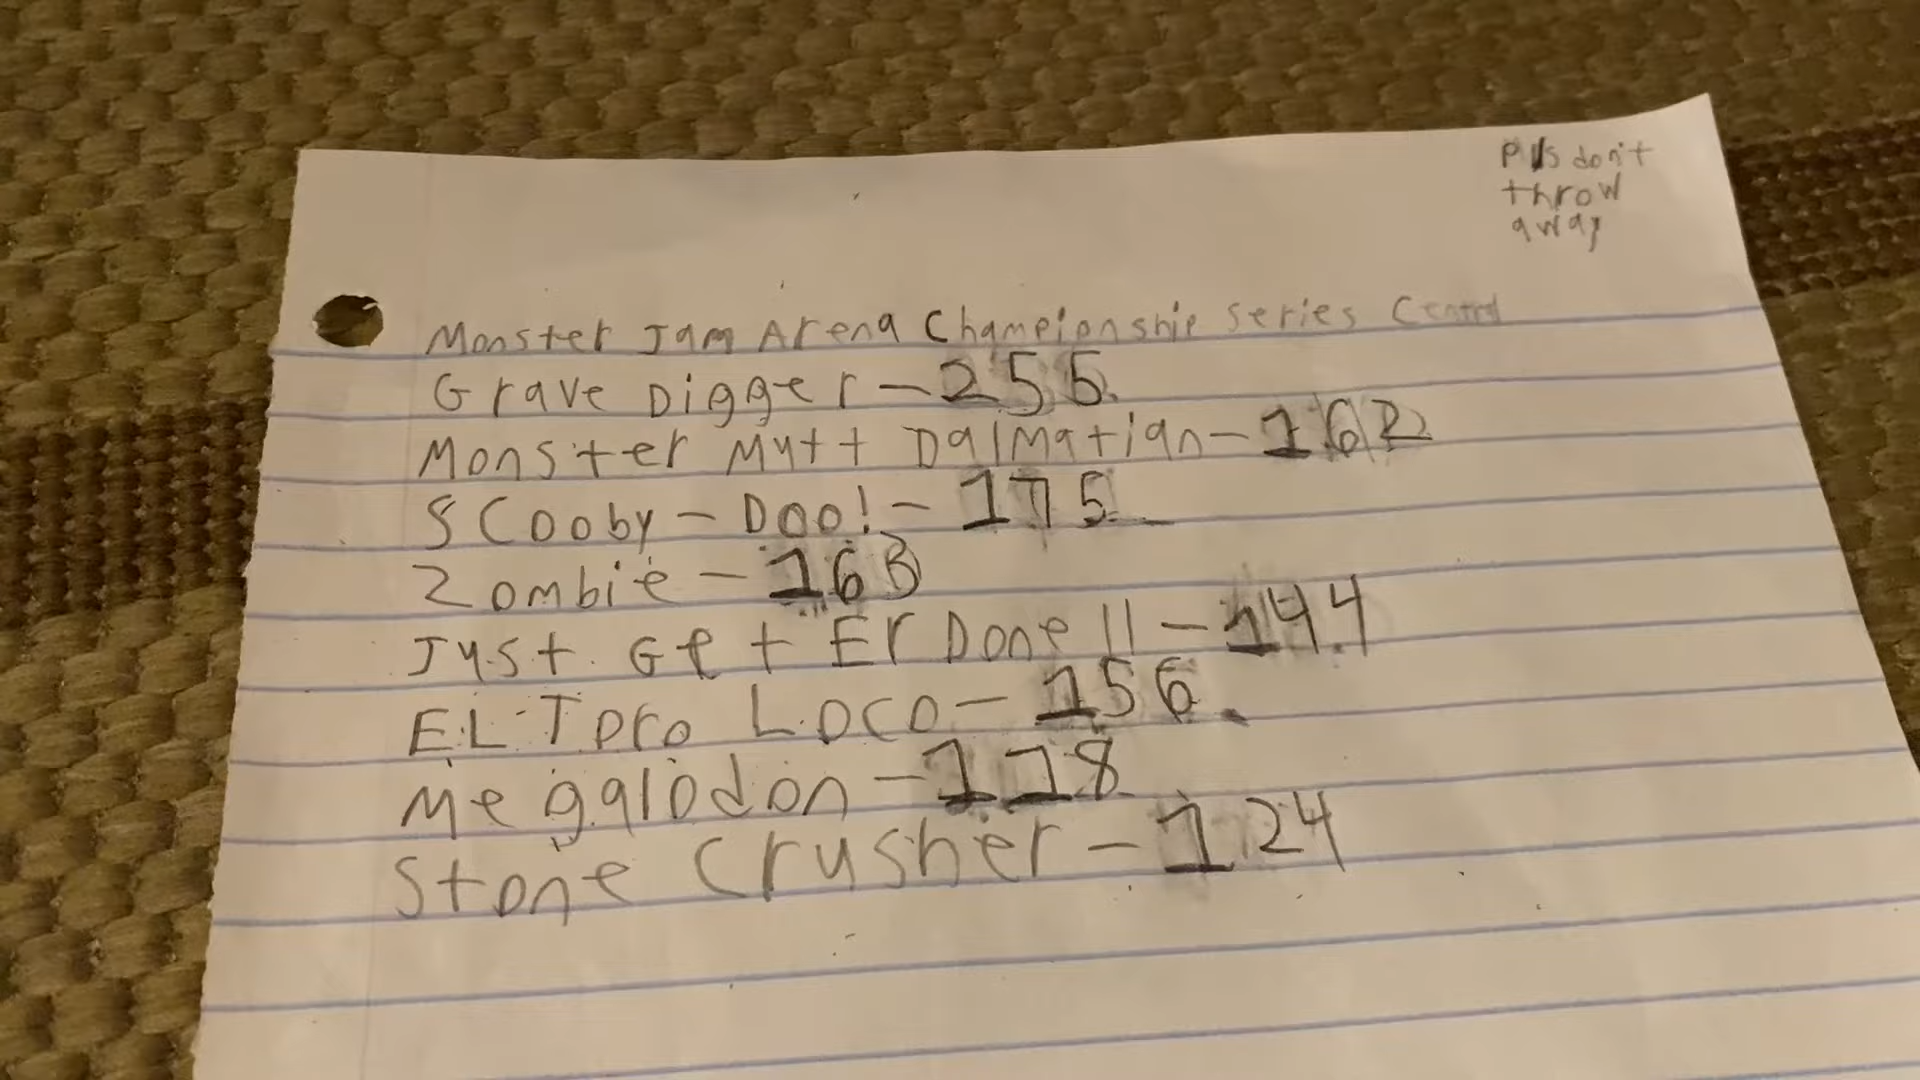 Pls don't
throw
away
Monster Jam Arena Championship Series Central
Grave Digger - 255
Monster Mutt Dalmatian - 162
Scooby-Doo! - 175
Zombie - 163
Just Get Er Done !! - 144
EL Toro Loco - 156
Megalodon - 118
Stone Crusher - 124